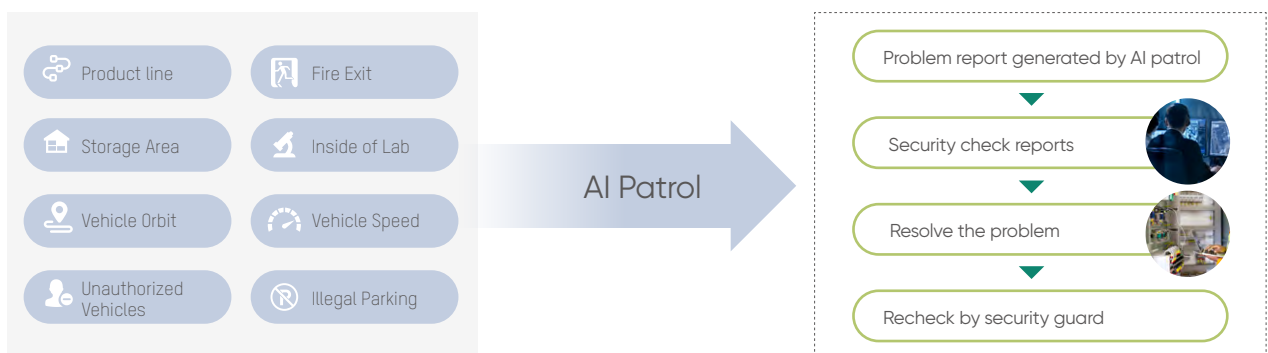 Product line
Fire Exit
Storage Area
Inside of Lab
Vehicle Orbit
Vehicle Speed
Unauthorized
Vehicles
Illegal Parking
AI Patrol
Problem report generated by AI patrol
Security check reports
Resolve the problem
Recheck by security guard